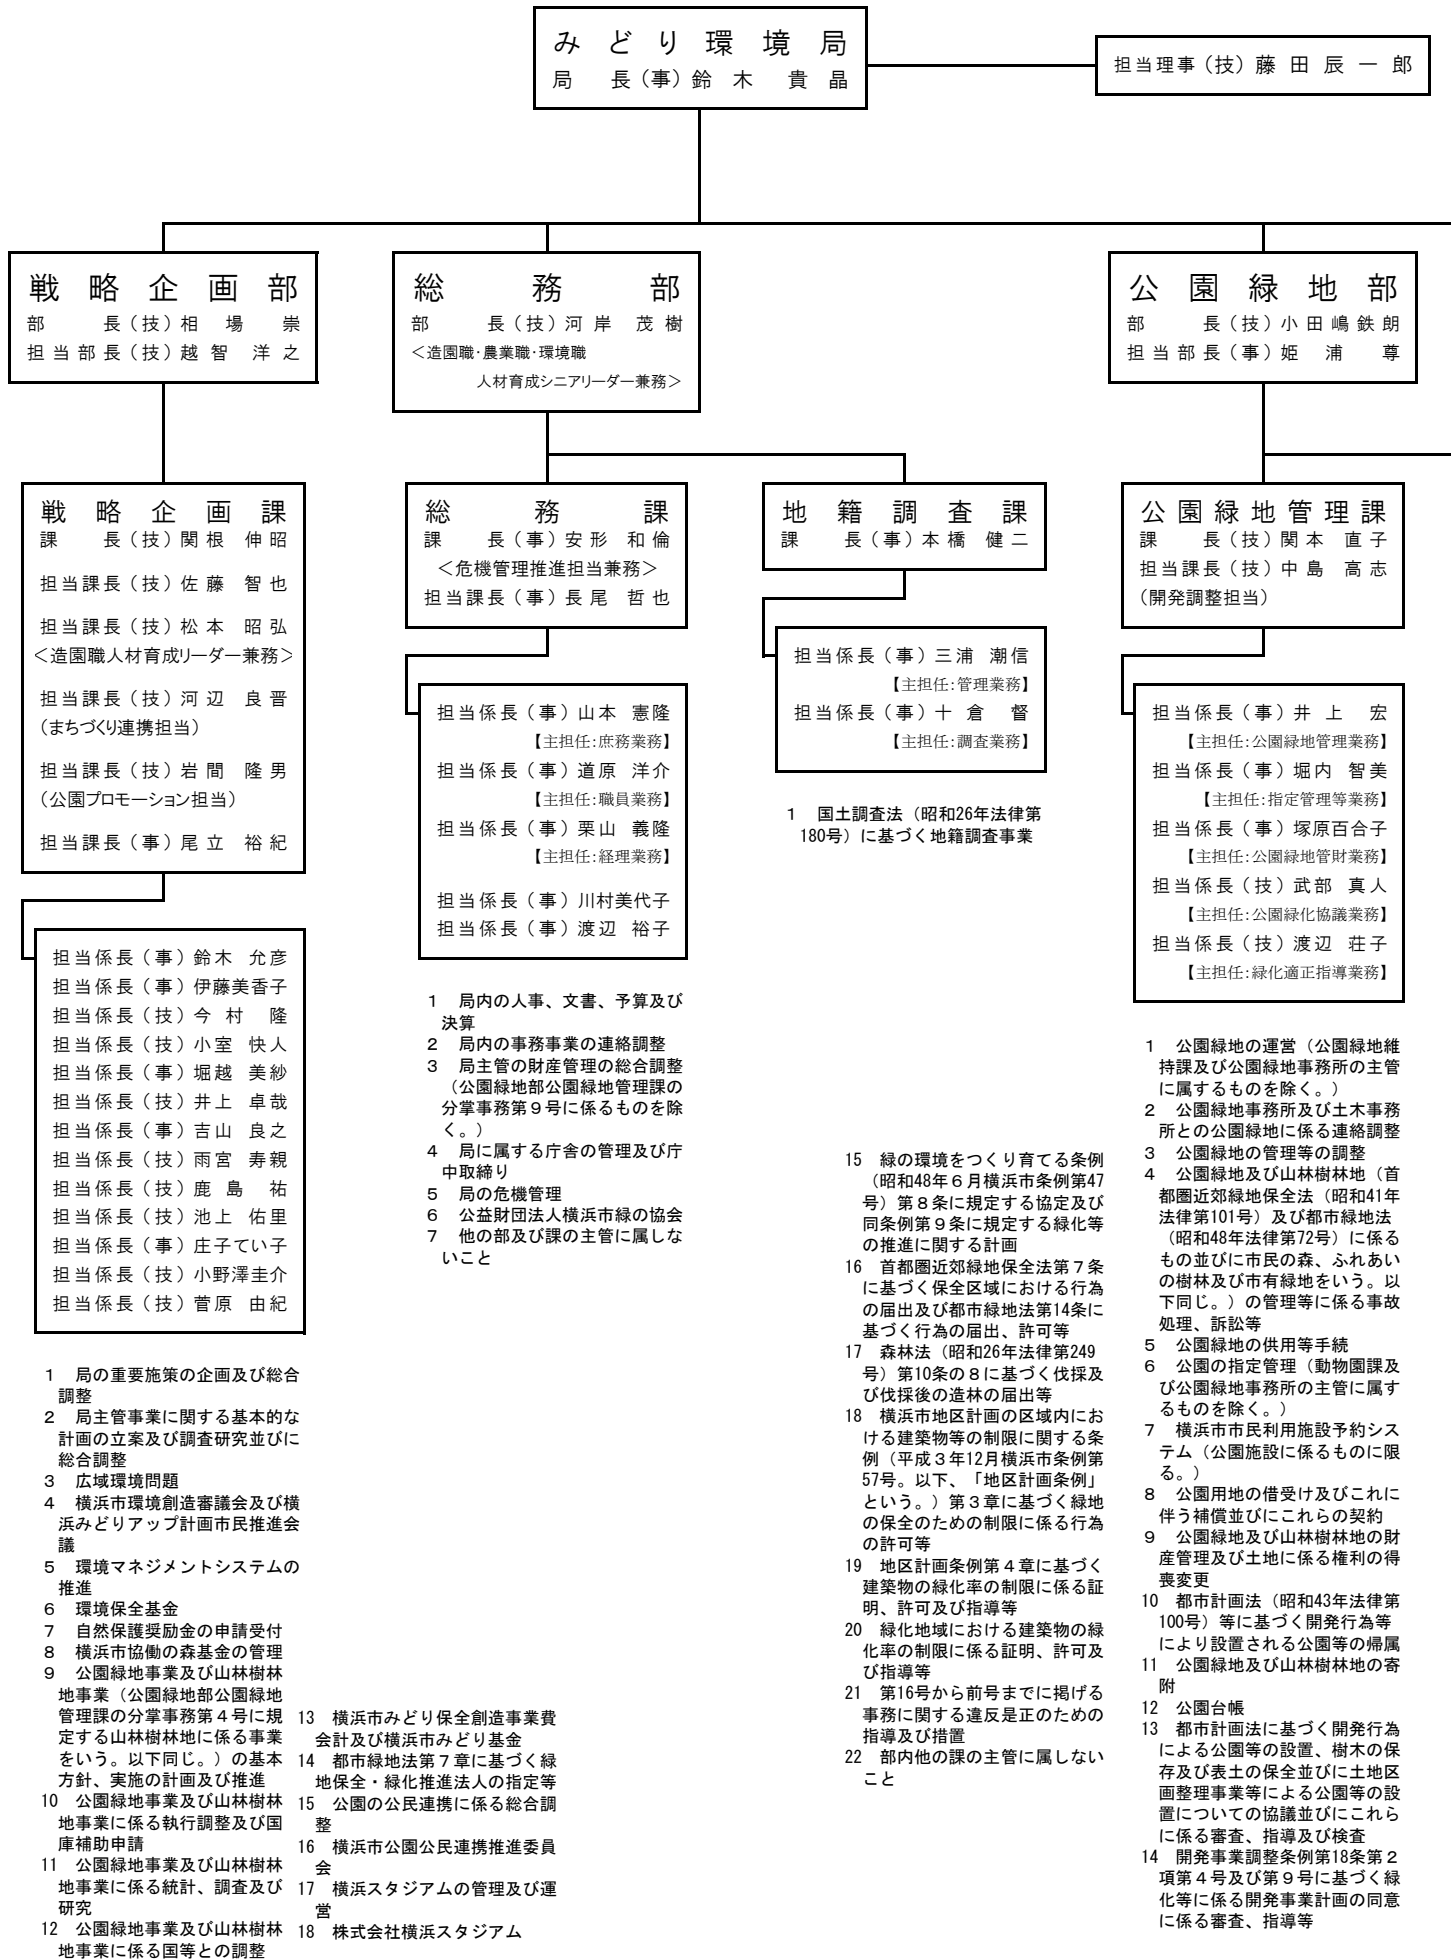 みどり環境局
局　長（事）鈴木　貴晶
担当理事（技）藤田辰一郎
戦略企画部
部　長（技）相場　崇
担当部長（技）越智　洋之
戦略企画課
課　長（技）関根　伸昭
担当課長（技）佐藤　智也
担当課長（技）松本　昭弘
＜造園職人材育成リーダー兼務＞
担当課長（技）河辺　良晋
（まちづくり連携担当）
担当課長（技）岩間　隆男
（公園プロモーション担当）
担当課長（事）尾立　裕紀
担当係長（事）鈴木　允彦
担当係長（事）伊藤美香子
担当係長（技）今村　隆
担当係長（技）小室　快人
担当係長（事）堀越　美紗
担当係長（技）井上　卓哉
担当係長（事）吉山　良之
担当係長（技）雨宮　寿親
担当係長（技）鹿島　祐
担当係長（技）池上　佑里
担当係長（事）庄子てい子
担当係長（技）小野澤圭介
担当係長（技）菅原　由紀
1　局の重要施策の企画及び総合
調整
2　局主管事業に関する基本的な
計画の立案及び調査研究並びに
総合調整
3　広域環境問題
4　横浜市環境創造審議会及び横
浜みどりアップ計画市民推進会
議
5　環境マネジメントシステムの
推進
6　環境保全基金
7　自然保護奨励金の申請受付
8　横浜市協働の森基金の管理
9　公園緑地事業及び山林樹林
地事業（公園緑地部公園緑地
管理課の分掌事務第４号に規
定する山林樹林地に係る事業
をいう。以下同じ。）の基本
方針、実施の計画及び推進
10　公園緑地事業及び山林樹林
地事業に係る執行調整及び国
庫補助申請
11　公園緑地事業及び山林樹林
地事業に係る統計、調査及び
研究
12　公園緑地事業及び山林樹林
地事業に係る国等との調整
13　横浜市みどり保全創造事業費
会計及び横浜市みどり基金
14　都市緑地法第７章に基づく緑
地保全・緑化推進法人の指定等
15　公園の公民連携に係る総合調
整
16　横浜市公園公民連携推進委員
会
17　横浜スタジアムの管理及び運
営
18　株式会社横浜スタジアム
総務部
部　長（技）河岸　茂樹
＜造園職・農業職・環境職
人材育成シニアリーダー兼務＞
総務課
課　長（事）安形　和倫
＜危機管理推進担当兼務＞
担当課長（事）長尾　哲也
担当係長（事）山本　憲隆
【主担任：庶務業務】
担当係長（事）道原　洋介
【主担任：職員業務】
担当係長（事）栗山　義隆
【主担任：経理業務】
担当係長（事）川村美代子
担当係長（事）渡辺　裕子
1　局内の人事、文書、予算及び
決算
2　局内の事務事業の連絡調整
3　局主管の財産管理の総合調整
（公園緑地部公園緑地管理課の
分掌事務第９号に係るものを除
く。）
4　局に属する庁舎の管理及び庁
中取締り
5　局の危機管理
6　公益財団法人横浜市緑の協会
7　他の部及び課の主管に属しな
いこと
地籍調査課
課　長（事）本橋　健二
担当係長（事）三浦　潮信
【主担任：管理業務】
担当係長（事）十倉　督
【主担任：調査業務】
1　国土調査法（昭和26年法律第
180号）に基づく地籍調査事業
公園緑地部
部　長（技）小田嶋鉄朗
担当部長（事）姫浦　尊
公園緑地管理課
課　長（技）関本　直子
担当課長（技）中島　高志
（開発調整担当）
担当係長（事）井上　宏
【主担任：公園緑地管理業務】
担当係長（事）堀内　智美
【主担任：指定管理等業務】
担当係長（事）塚原百合子
【主担任：公園緑地管財業務】
担当係長（技）武部　真人
【主担任：公園緑化協議業務】
担当係長（技）渡辺　荘子
【主担任：緑化適正指導業務】
1　公園緑地の運営（公園緑地維
持課及び公園緑地事務所の主管
に属するものを除く。）
2　公園緑地事務所及び土木事務
所との公園緑地に係る連絡調整
3　公園緑地の管理等の調整
4　公園緑地及び山林樹林地（首
都圏近郊緑地保全法（昭和41年
法律第101号）及び都市緑地法
（昭和48年法律第72号）に係る
もの並びに市民の森、ふれあい
の樹林及び市有緑地をいう。以
下同じ。）の管理等に係る事故
処理、訴訟等
5　公園緑地の供用等手続
6　公園の指定管理（動物園課及
び公園緑地事務所の主管に属す
るものを除く。）
7　横浜市市民利用施設予約シス
テム（公園施設に係るものに限
る。）
8　公園用地の借受け及びこれに
伴う補償並びにこれらの契約
9　公園緑地及び山林樹林地の財
産管理及び土地に係る権利の得
喪変更
10　都市計画法（昭和43年法律第
100号）等に基づく開発行為等
により設置される公園等の帰属
11　公園緑地及び山林樹林地の寄
附
12　公園台帳
13　都市計画法に基づく開発行為
による公園等の設置、樹木の保
存及び表土の保全並びに土地区
画整理事業等による公園等の設
置についての協議並びにこれら
に係る審査、指導及び検査
14　開発事業調整条例第18条第２
項第４号及び第９号に基づく緑
化等に係る開発事業計画の同意
に係る審査、指導等
15　緑の環境をつくり育てる条例
（昭和48年６月横浜市条例第47
号）第８条に規定する協定及び
同条例第９条に規定する緑化等
の推進に関する計画
16　首都圏近郊緑地保全法第７条
に基づく保全区域における行為
の届出及び都市緑地法第14条に
基づく行為の届出、許可等
17　森林法（昭和26年法律第249
号）第10条の８に基づく伐採及
び伐採後の造林の届出等
18　横浜市地区計画の区域内にお
ける建築物等の制限に関する条
例（平成３年12月横浜市条例第
57号。以下、「地区計画条例」
という。）第３章に基づく緑地
の保全のための制限に係る行為
の許可等
19　地区計画条例第４章に基づく
建築物の緑化率の制限に係る証
明、許可及び指導等
20　緑化地域における建築物の緑
化率の制限に係る証明、許可及
び指導等
21　第16号から前号までに掲げる
事務に関する違反是正のための
指導及び措置
22　部内他の課の主管に属しない
こと